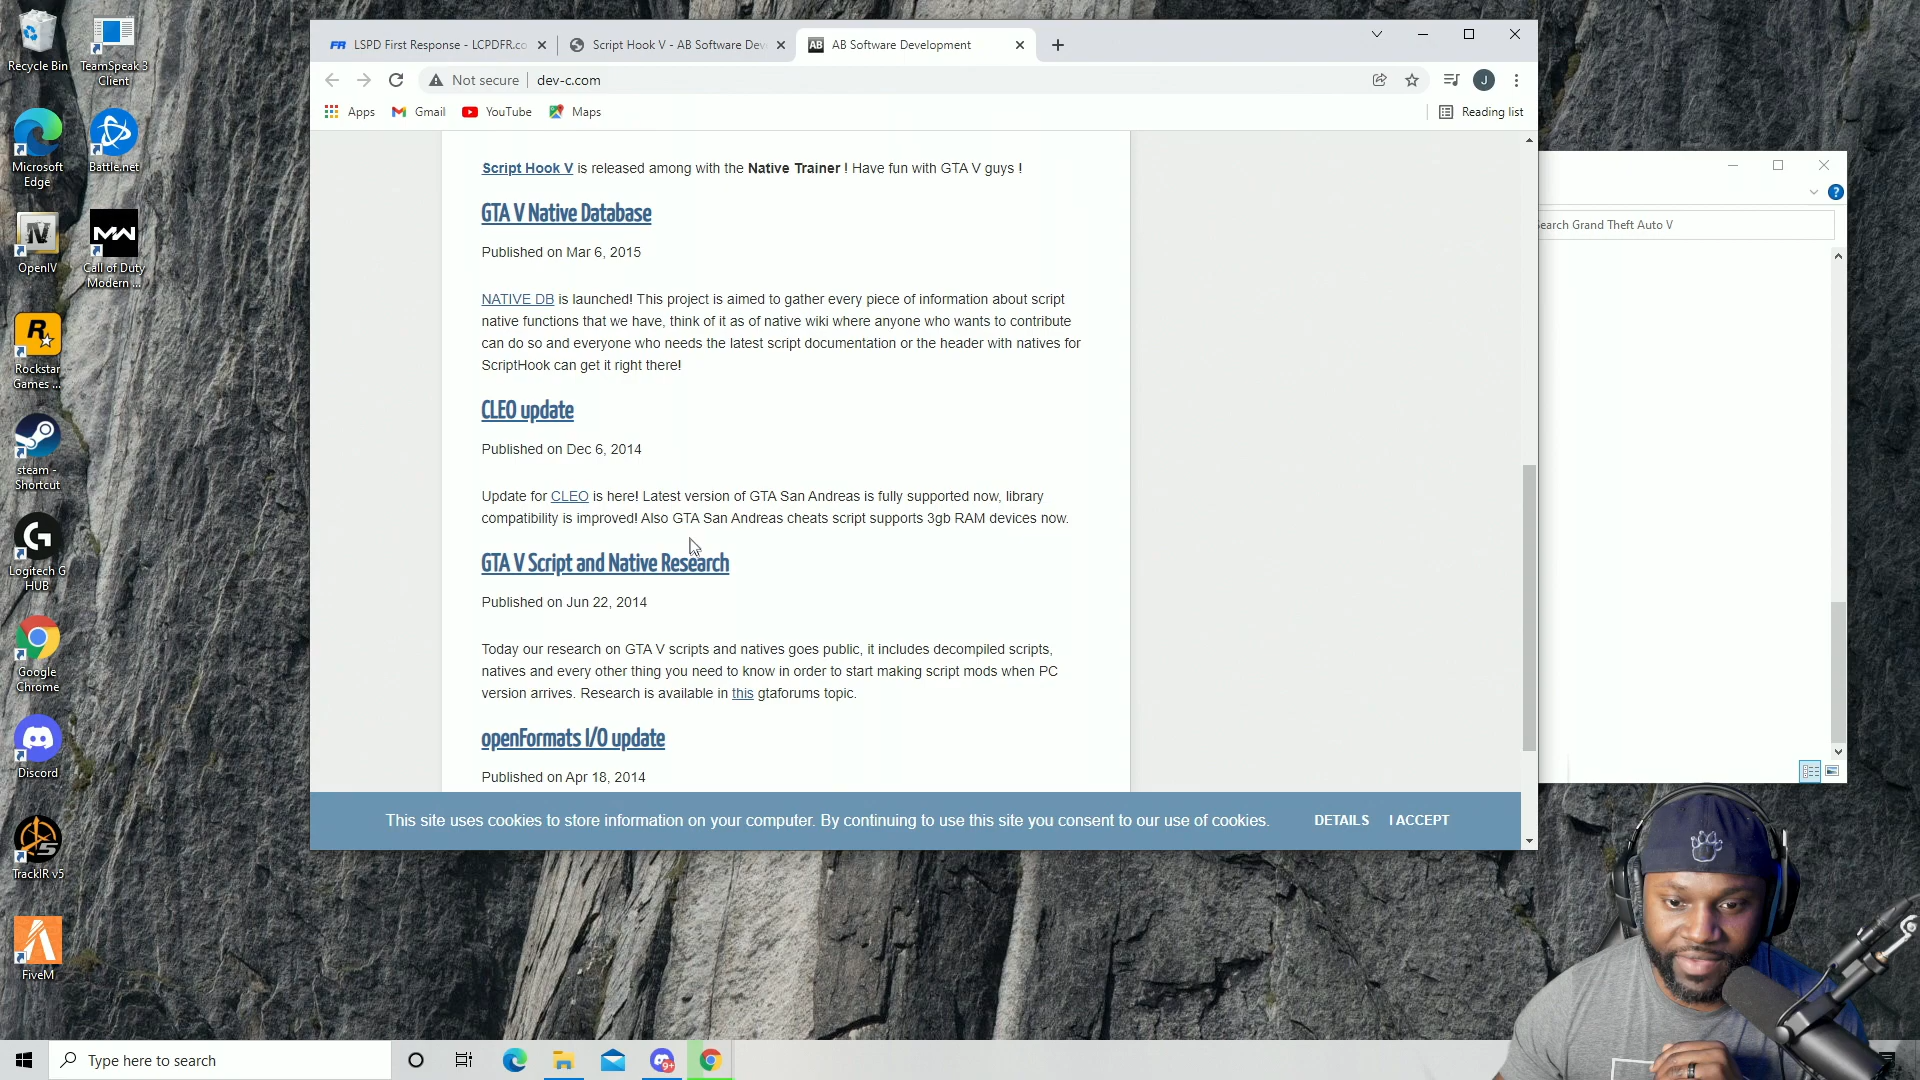 Recycle Bin
TeamSpeak 3
Client
Microsoft
Edge
Battle.net
OpenIV
Call of Duty
Modern ...
Rockstar
Games ...
steam -
Shortcut
Logitech G
HUB
Google
Chrome
Discord
TrackIR v5
FiveM
LSPD First Response - LCPDFR.co
Script Hook V - AB Software Dev
AB Software Development
Not secure
dev-c.com
J
Apps
Gmail
YouTube
Maps
Reading list
Script Hook V is released among with the Native Trainer ! Have fun with GTA V guys !
GTA V Native Database
Published on Mar 6, 2015
NATIVE DB is launched! This project is aimed to gather every piece of information about script
native functions that we have, think of it as of native wiki where anyone who wants to contribute
can do so and everyone who needs the latest script documentation or the header with natives for
ScriptHook can get it right there!
CLEO update
Published on Dec 6, 2014
Update for CLEO is here! Latest version of GTA San Andreas is fully supported now, library
compatibility is improved! Also GTA San Andreas cheats script supports 3gb RAM devices now.
GTA V Script and Native Research
Published on Jun 22, 2014
Today our research on GTA V scripts and natives goes public, it includes decompiled scripts,
natives and every other thing you need to know in order to start making script mods when PC
version arrives. Research is available in this gtaforums topic.
openFormats I/O update
Published on Apr 18, 2014
This site uses cookies to store information on your computer. By continuing to use this site you consent to our use of cookies.
DETAILS
I ACCEPT
Search Grand Theft Auto V
Type here to search